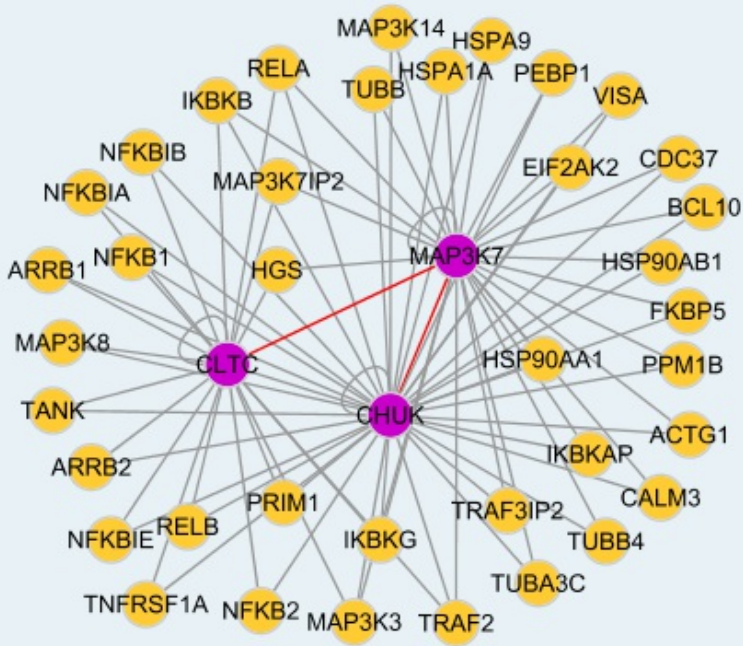 MAP3K14
HSPA9
RELA
HSPA1A
PEBP1
IKBKB
TUBB
VISA
NFKBIB
MAP3K7IP2
EIF2AK2
CDC37
NFKBIA
BCL10
ARRB1
NFKB1
HGS
MAP3K7
HSP90AB1
FKBP5
MAP3K8
CLTC
HSP90AA1
PPM1B
TANK
CHUK
ACTG1
ARRB2
IKBKAP
PRIM1
TRAF3IP2
CALM3
NFKBIE
RELB
IKBKG
TUBB4
TUBA3C
TNFRSF1A
NFKB2
MAP3K3
TRAF2